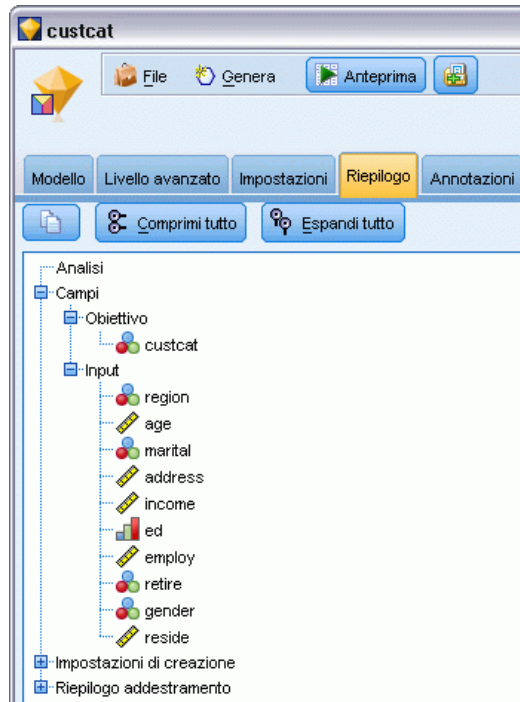 custcat
File Genera Anteprima
Modello Livello avanzato Impostazioni Riepilogo Annotazioni
Comprimi tutto Espandi tutto
Analisi
Campi
Obiettivo
custcat
Input
region
age
marital
address
income
ed
employ
retire
gender
reside
Impostazioni di creazione
Riepilogo addestramento